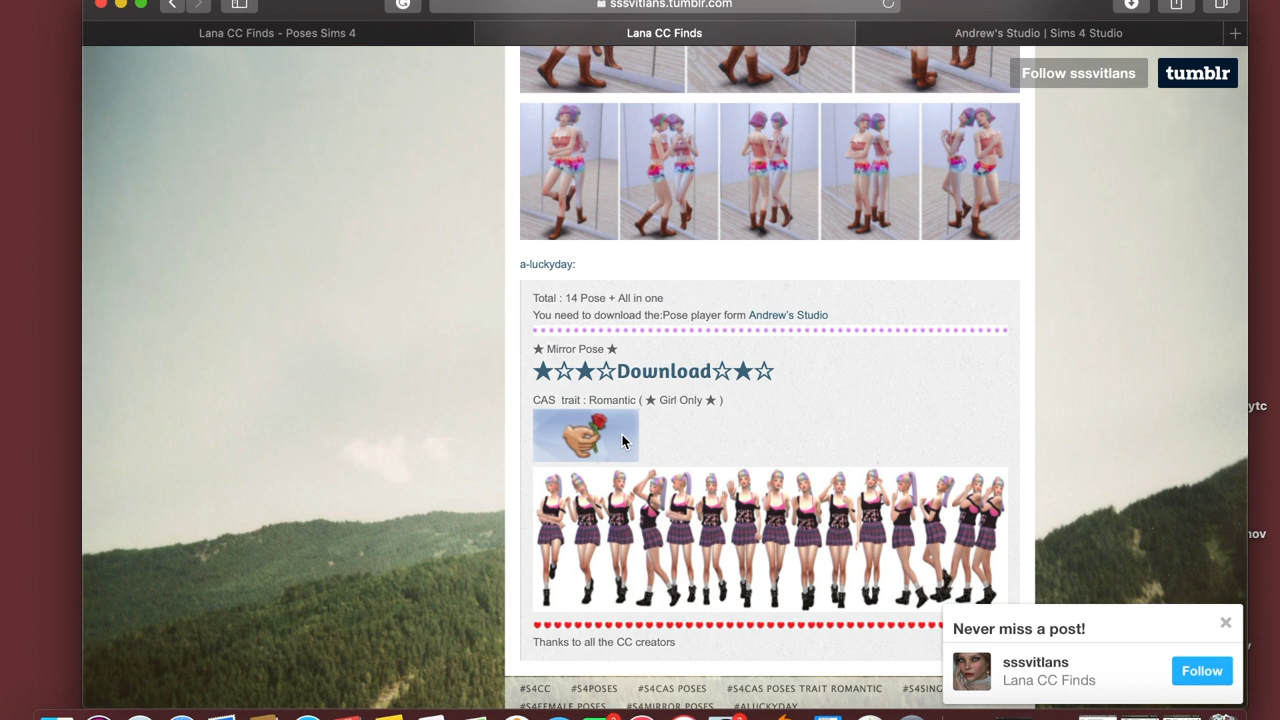 sssvitlans.tumblr.com
Lana CC Finds - Poses Sims 4
Lana CC Finds
Andrew's Studio | Sims 4 Studio
Follow sssvitlans
tumblr
a-luckyday:
Total : 14 Pose + All in one
You need to download the:Pose player form Andrew's Studio
★ Mirror Pose ★
★☆★☆Download☆★☆
CAS trait : Romantic ( ★ Girl Only ★ )
ytc
nov
Thanks to all the CC creators
Never miss a post!
sssvitlans
Lana CC Finds
Follow
#S4CC #S4POSES #S4CAS POSES #S4CAS POSES TRAIT ROMANTIC #S4SING
#S4FEMALE POSES #S4MIRROR POSES #ALUCKYDAY